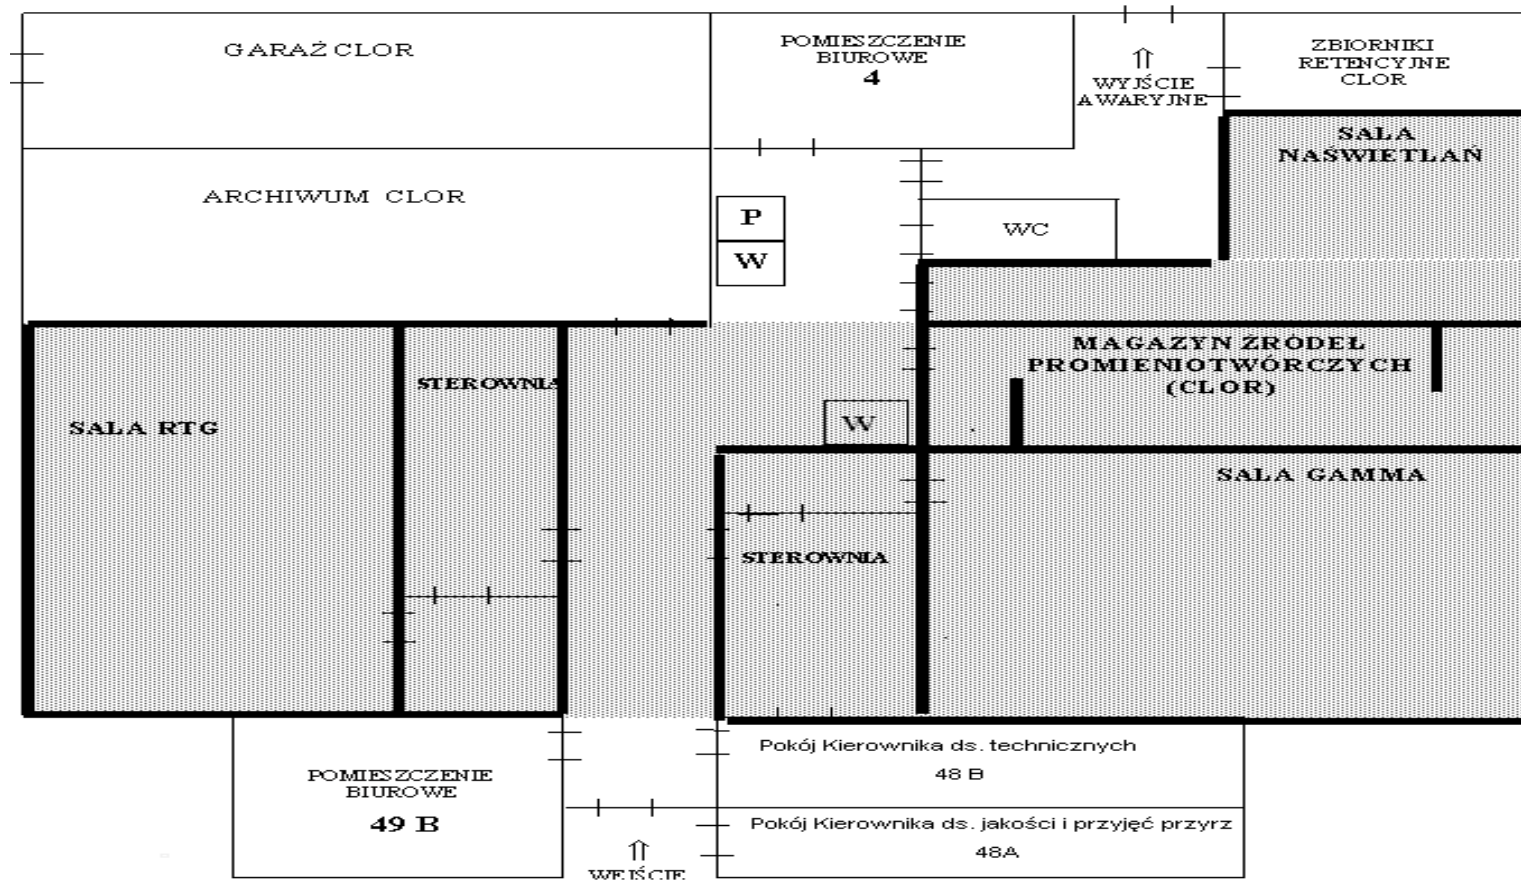 GARAŻ CLOR
POMIESZCZENIE
BIUROWE
4
WYJŚCIE
AWARYJNE
ZBIORNIKI
RETENCYJNE
CLOR
SALA
NAŚWIETLAŃ
ARCHIWUM CLOR
P
W
WC
MAGAZYN ŹRÓDEŁ
PROMIENIOTWÓRCZYCH
(CLOR)
STEROWNIA
SALA RTG
W
SALA GAMMA
STEROWNIA
Pokój Kierownika ds. technicznych
48 B
POMIESZCZENIE
BIUROWE
49 B
Pokój Kierownika ds. jakości i przyjęć przyrz
48A
WEJŚCIE